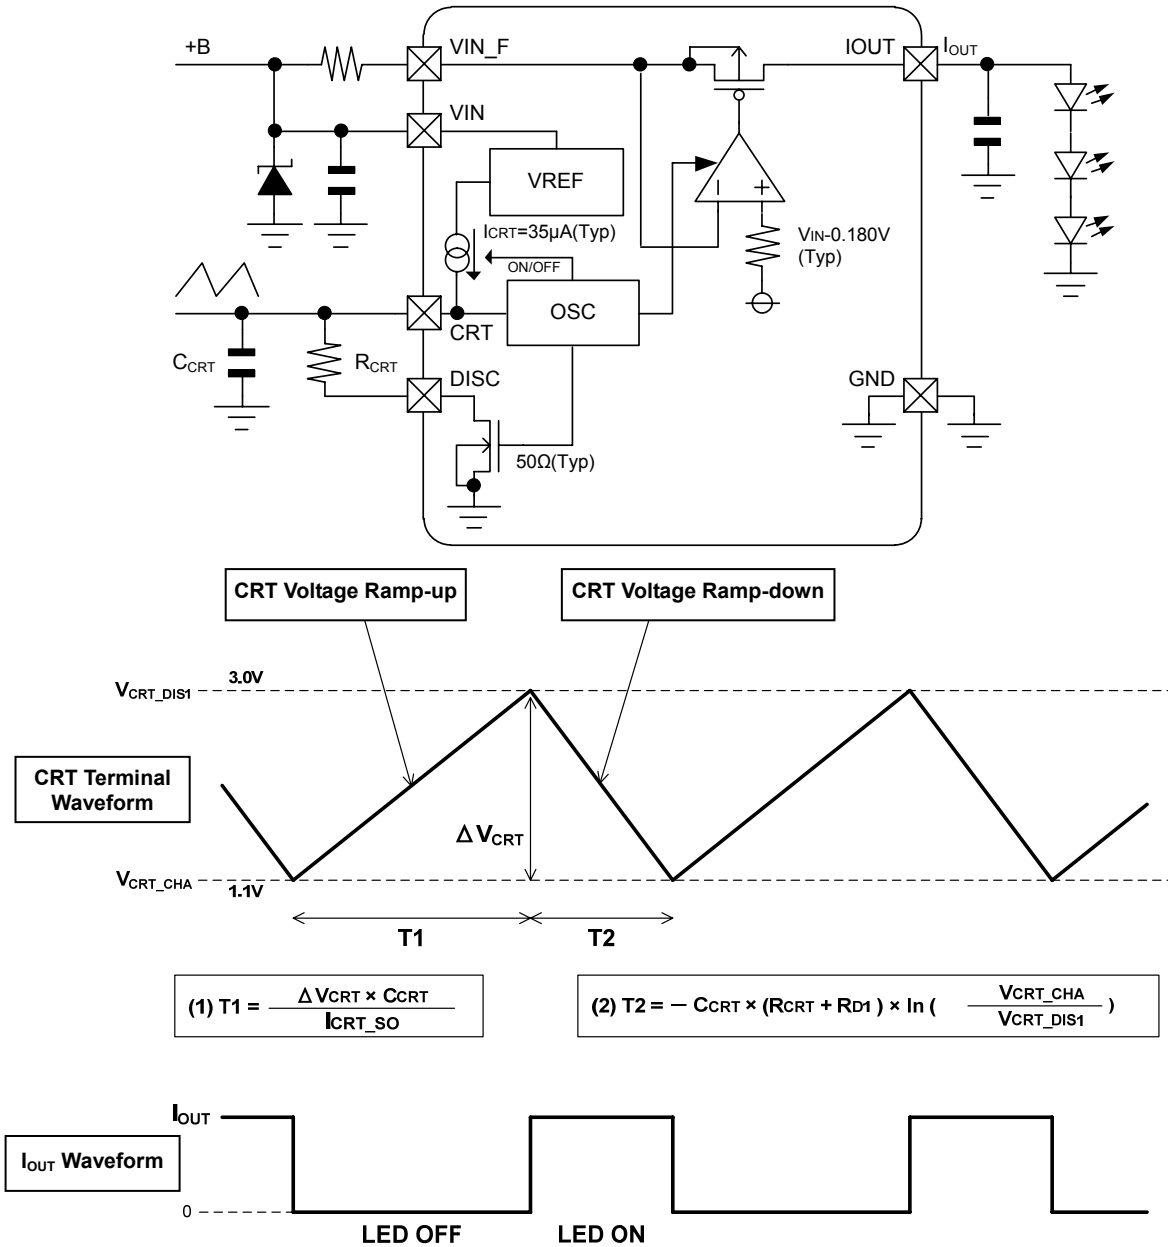 +B
VIN_F
IOUT
IOUT
VIN
VREF
ICRT=35µA(Typ)
VIN-0.180V
(Typ)
ON/OFF
OSC
CRT
CCRT
RCRT
DISC
GND
50Ω(Typ)
CRT Voltage Ramp-up
CRT Voltage Ramp-down
VCRT_DIS1
3.0V
CRT Terminal
Waveform
Δ VCRT
VCRT_CHA
1.1V
T1
T2
(1) T1 = Δ VCRT × CCRT / ICRT_SO
(2) T2 = − CCRT × (RCRT + RD1 ) × ln ( VCRT_CHA / VCRT_DIS1 )
IOUT
IOUT Waveform
0
LED OFF
LED ON